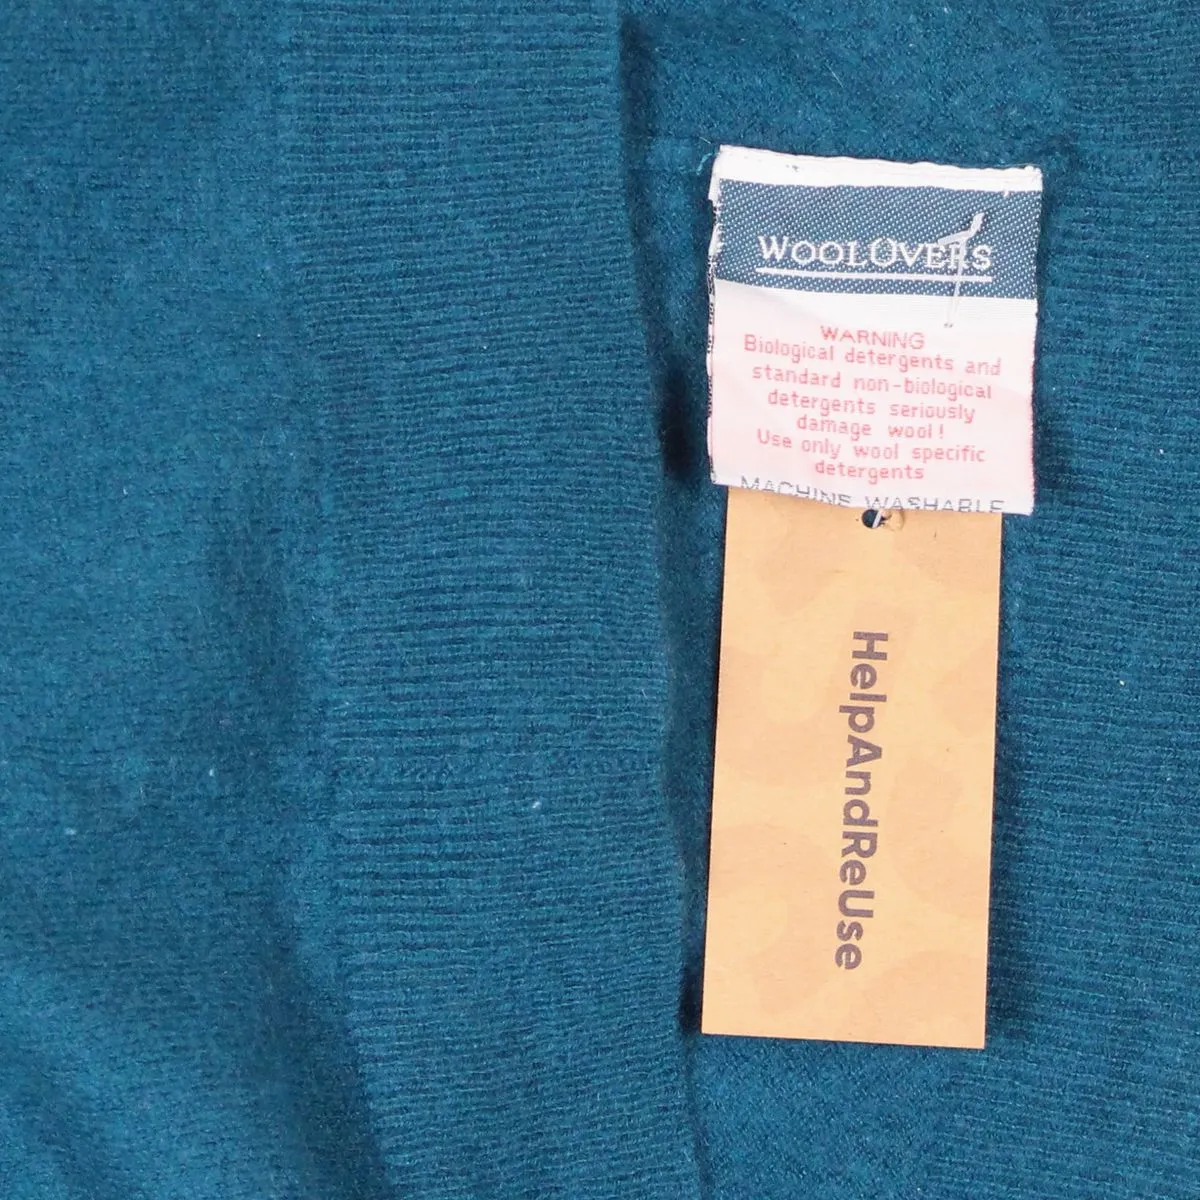 WOOLOVERS
WARNING
Biological detergents and
standard non-biological
detergents seriously
damage wool!
Use only wool specific
detergents
MACHINE WASHABLE
HelpAndReUse